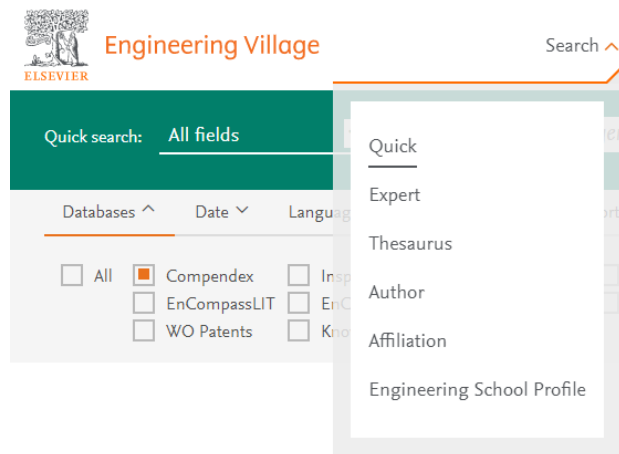 Engineering Village
Search
ELSEVIER
Quick search: All fields
Quick
Expert
Thesaurus
Author
Affiliation
Engineering School Profile
Databases Date
All Compendex
EnCompassLIT
WO Patents